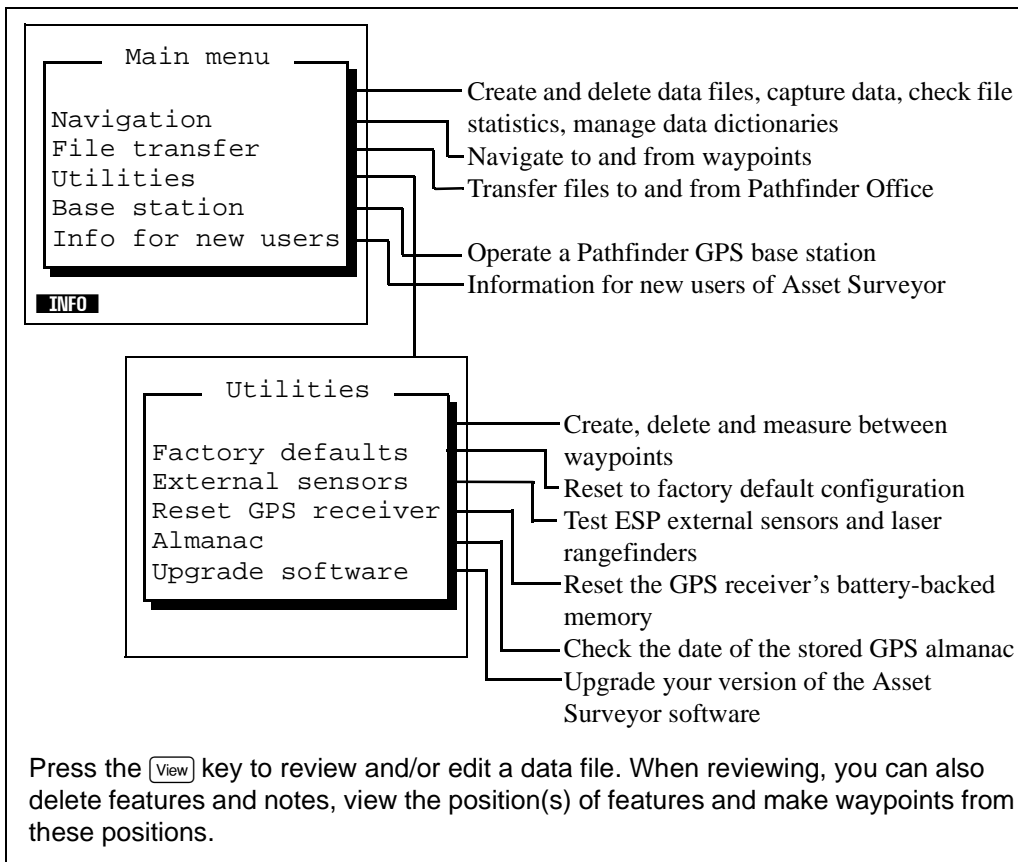 Main menu
Navigation
File transfer
Utilities
Base station
Info for new users
INFO
Create and delete data files, capture data, check file
statistics, manage data dictionaries
Navigate to and from waypoints
Transfer files to and from Pathfinder Office
Operate a Pathfinder GPS base station
Information for new users of Asset Surveyor
Utilities
Factory defaults
External sensors
Reset GPS receiver
Almanac
Upgrade software
Create, delete and measure between
waypoints
Reset to factory default configuration
Test ESP external sensors and laser
rangefinders
Reset the GPS receiver’s battery-backed
memory
Check the date of the stored GPS almanac
Upgrade your version of the Asset
Surveyor software
Press the View key to review and/or edit a data file. When reviewing, you can also
delete features and notes, view the position(s) of features and make waypoints from
these positions.